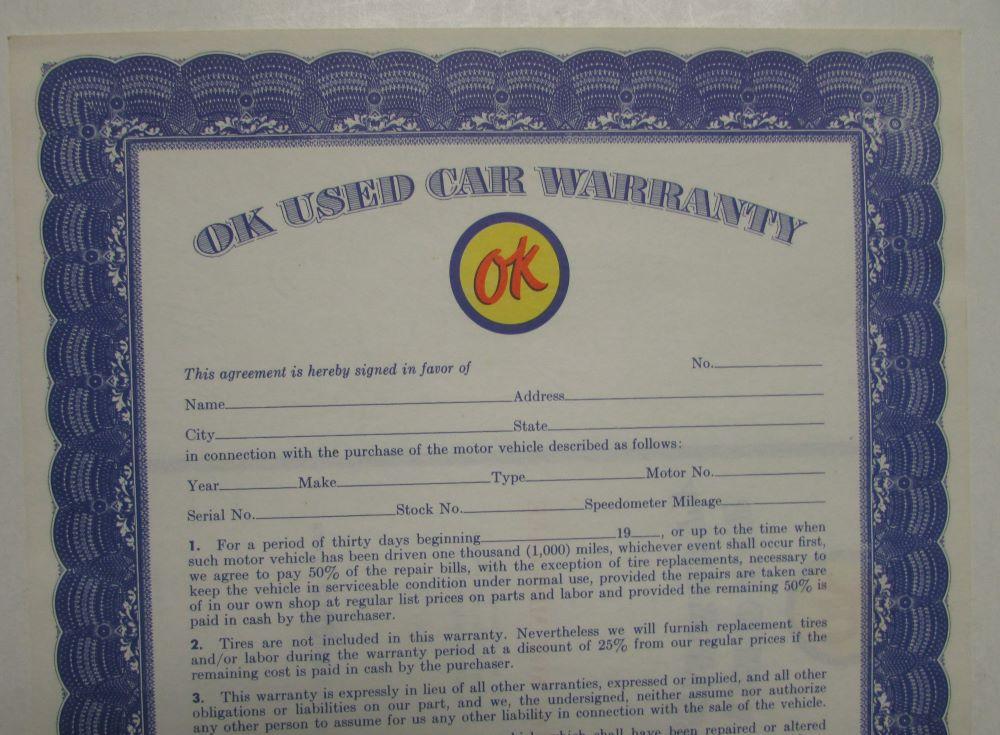 OK USED CAR WARRANTY
OK
This agreement is hereby signed in favor of No.
Name Address
City State
in connection with the purchase of the motor vehicle described as follows:
Year Make Type Motor No.
Serial No. Stock No. Speedometer Mileage
1. For a period of thirty days beginning 19 , or up to the time when
such motor vehicle has been driven one thousand (1,000) miles, whichever event shall occur first,
we agree to pay 50% of the repair bills, with the exception of tire replacements, necessary to
keep the vehicle in serviceable condition under normal use, provided the repairs are taken care
of in our own shop at regular list prices on parts and labor and provided the remaining 50% is
paid in cash by the purchaser.
2. Tires are not included in this warranty. Nevertheless we will furnish replacement tires
and/or labor during the warranty period at a discount of 25% from our regular prices if the
remaining cost is paid in cash by the purchaser.
3. This warranty is expressly in lieu of all other warranties, expressed or implied, and all other
obligations or liabilities on our part, and we, the undersigned, neither assume nor authorize
any other person to assume for us any other liability in connection with the sale of the vehicle.
which shall have been repaired or altered